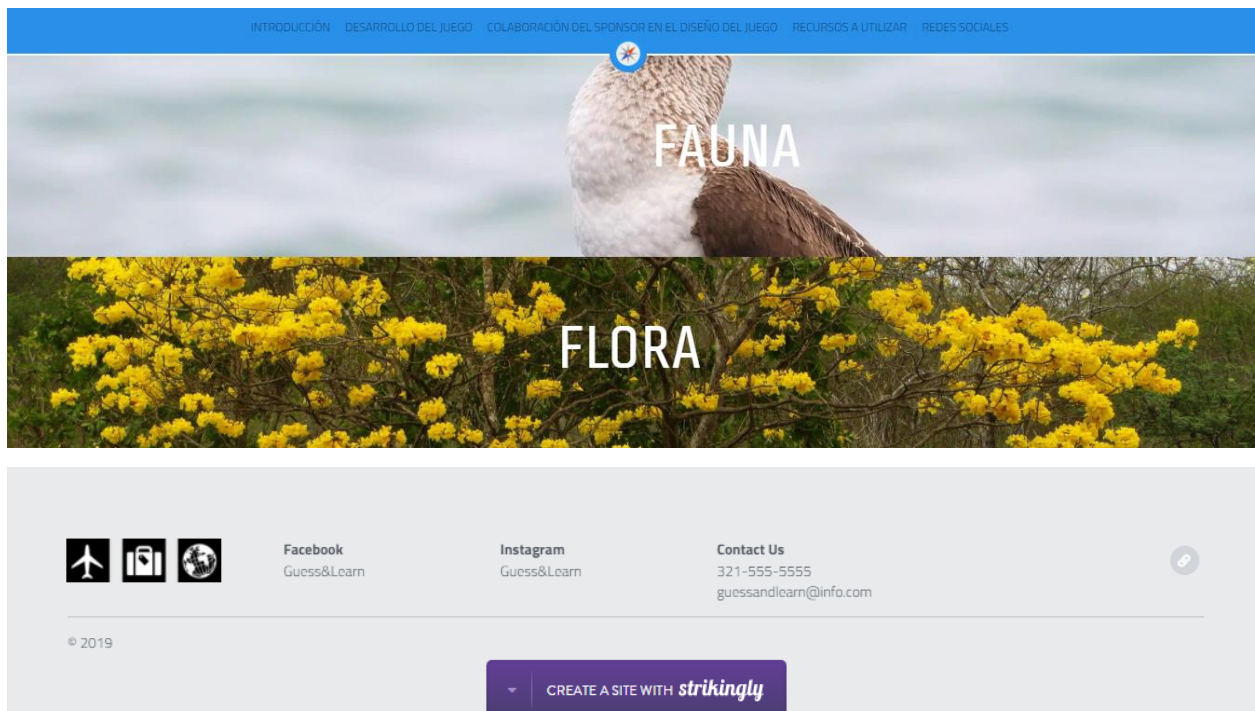 INTRODUCCIÓN DESARROLLO DEL JUEGO COLABORACIÓN DEL SPONSOR EN EL DISEÑO DEL JUEGO RECURSOS A UTILIZAR REDES SOCIALES
FAUNA
FLORA
Facebook Instagram Contact Us
Guess&Learn Guess&Learn 321-555-5555
guessandlearn@info.com
© 2019
CREATE A SITE WITH strikingly